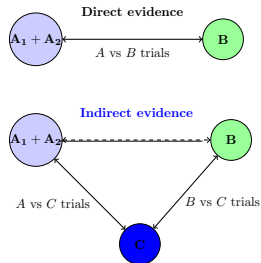 Direct evidence
A₁ + A₂
B
A vs B trials
Indirect evidence
A₁ + A₂
B
A vs C trials
B vs C trials
C